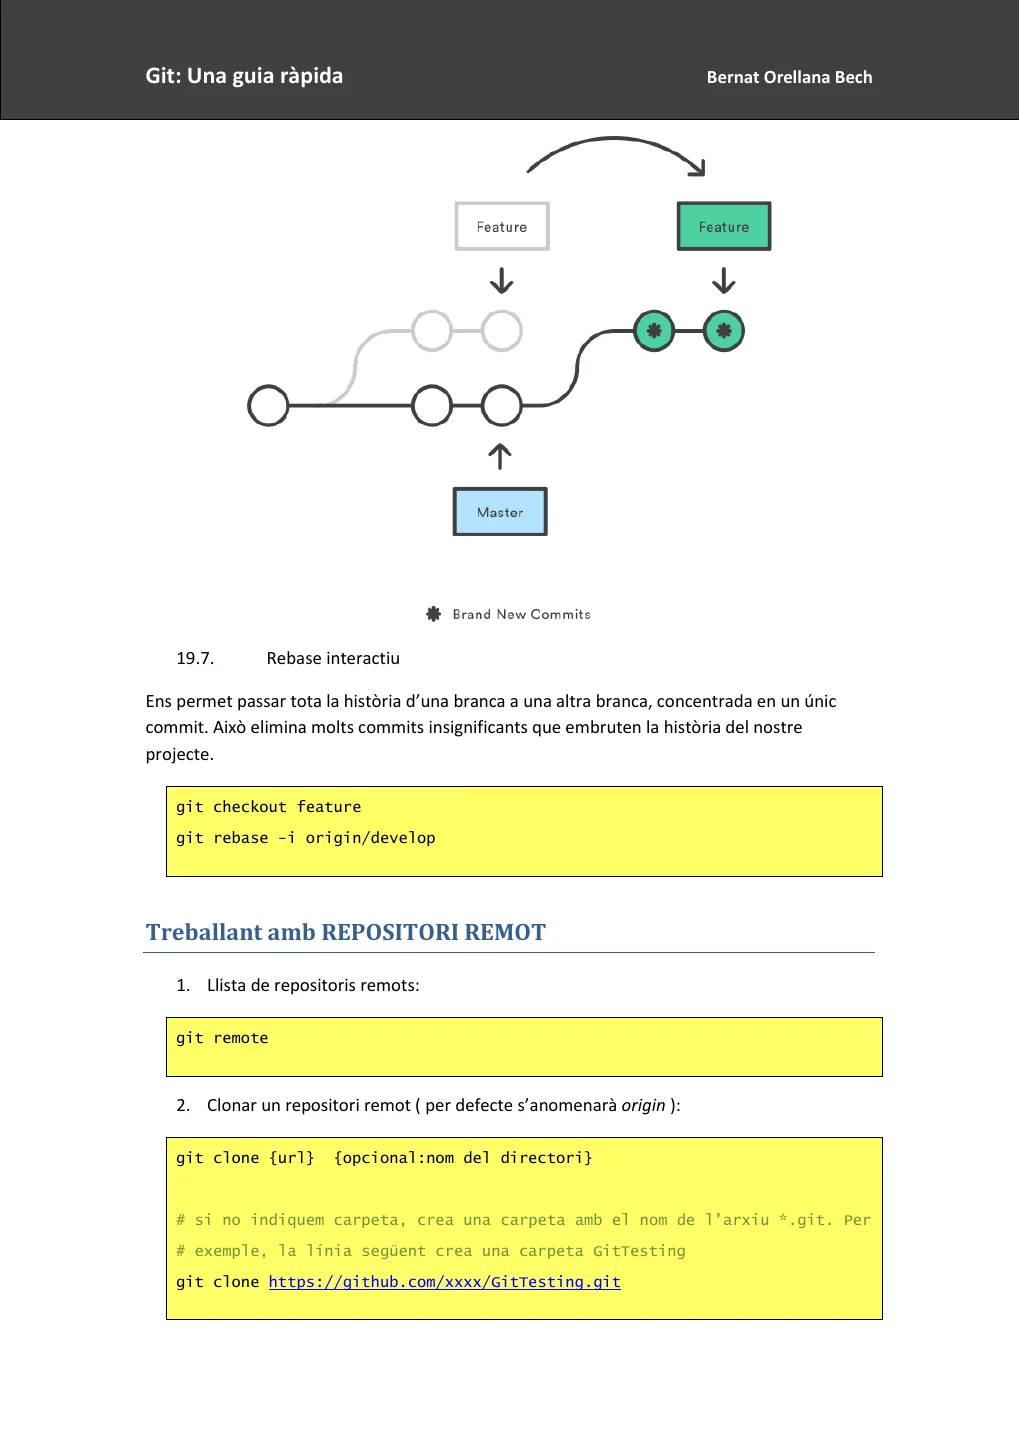 Git: Una guia ràpida
Bernat Orellana Bech
Feature
Feature
Master
Brand New Commits
19.7. Rebase interactiu
Ens permet passar tota la història d’una branca a una altra branca, concentrada en un únic
commit. Això elimina molts commits insignificants que embruten la història del nostre
projecte.
git checkout feature
git rebase -i origin/develop
Treballant amb REPOSITORI REMOT
1. Llista de repositoris remots:
git remote
2. Clonar un repositori remot ( per defecte s’anomenarà origin ):
git clone {url}  {opcional:nom del directori}
# si no indiquem carpeta, crea una carpeta amb el nom de l’arxiu *.git. Per
# exemple, la línia següent crea una carpeta GitTesting
git clone https://github.com/xxxx/GitTesting.git